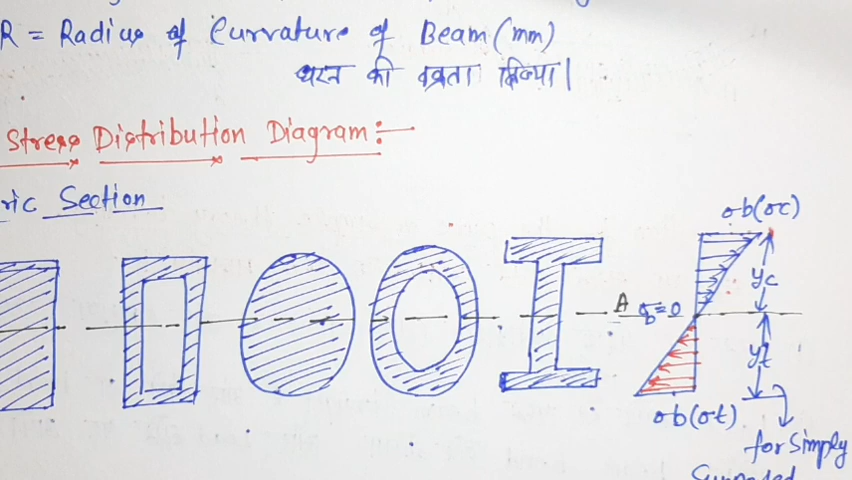 R = Radius of Curvature of Beam (mm)
धरन की वक्रता त्रिज्या।
Stress Distribution Diagram:-
ric Section
σb(σc)
yc
A σb=0
yt
σb(σt)
for Simply